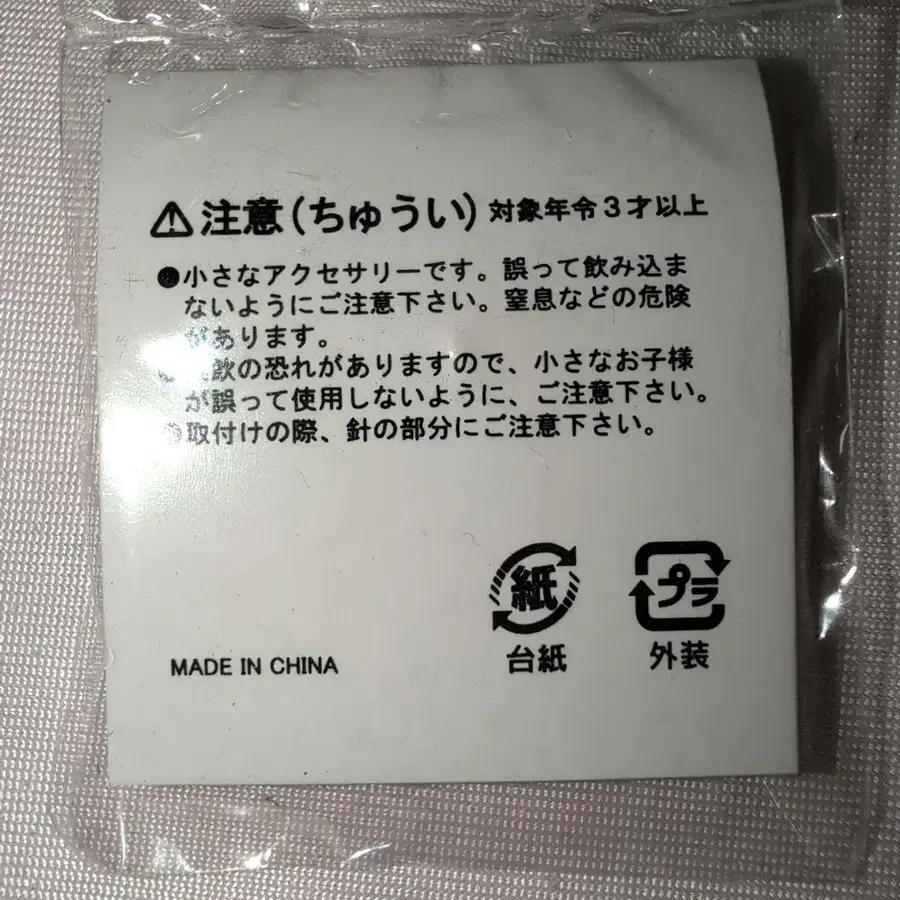 ⚠注意(ちゅうい) 対象年令3才以上
●小さなアクセサリーです。誤って飲み込ま
ないようにご注意下さい。窒息などの危険
があります。
飲の恐れがありますので、小さなお子様
が誤って使用しないように、ご注意下さい。
●取付けの際、針の部分にご注意下さい。
紙
プラ
台紙
外装
MADE IN CHINA